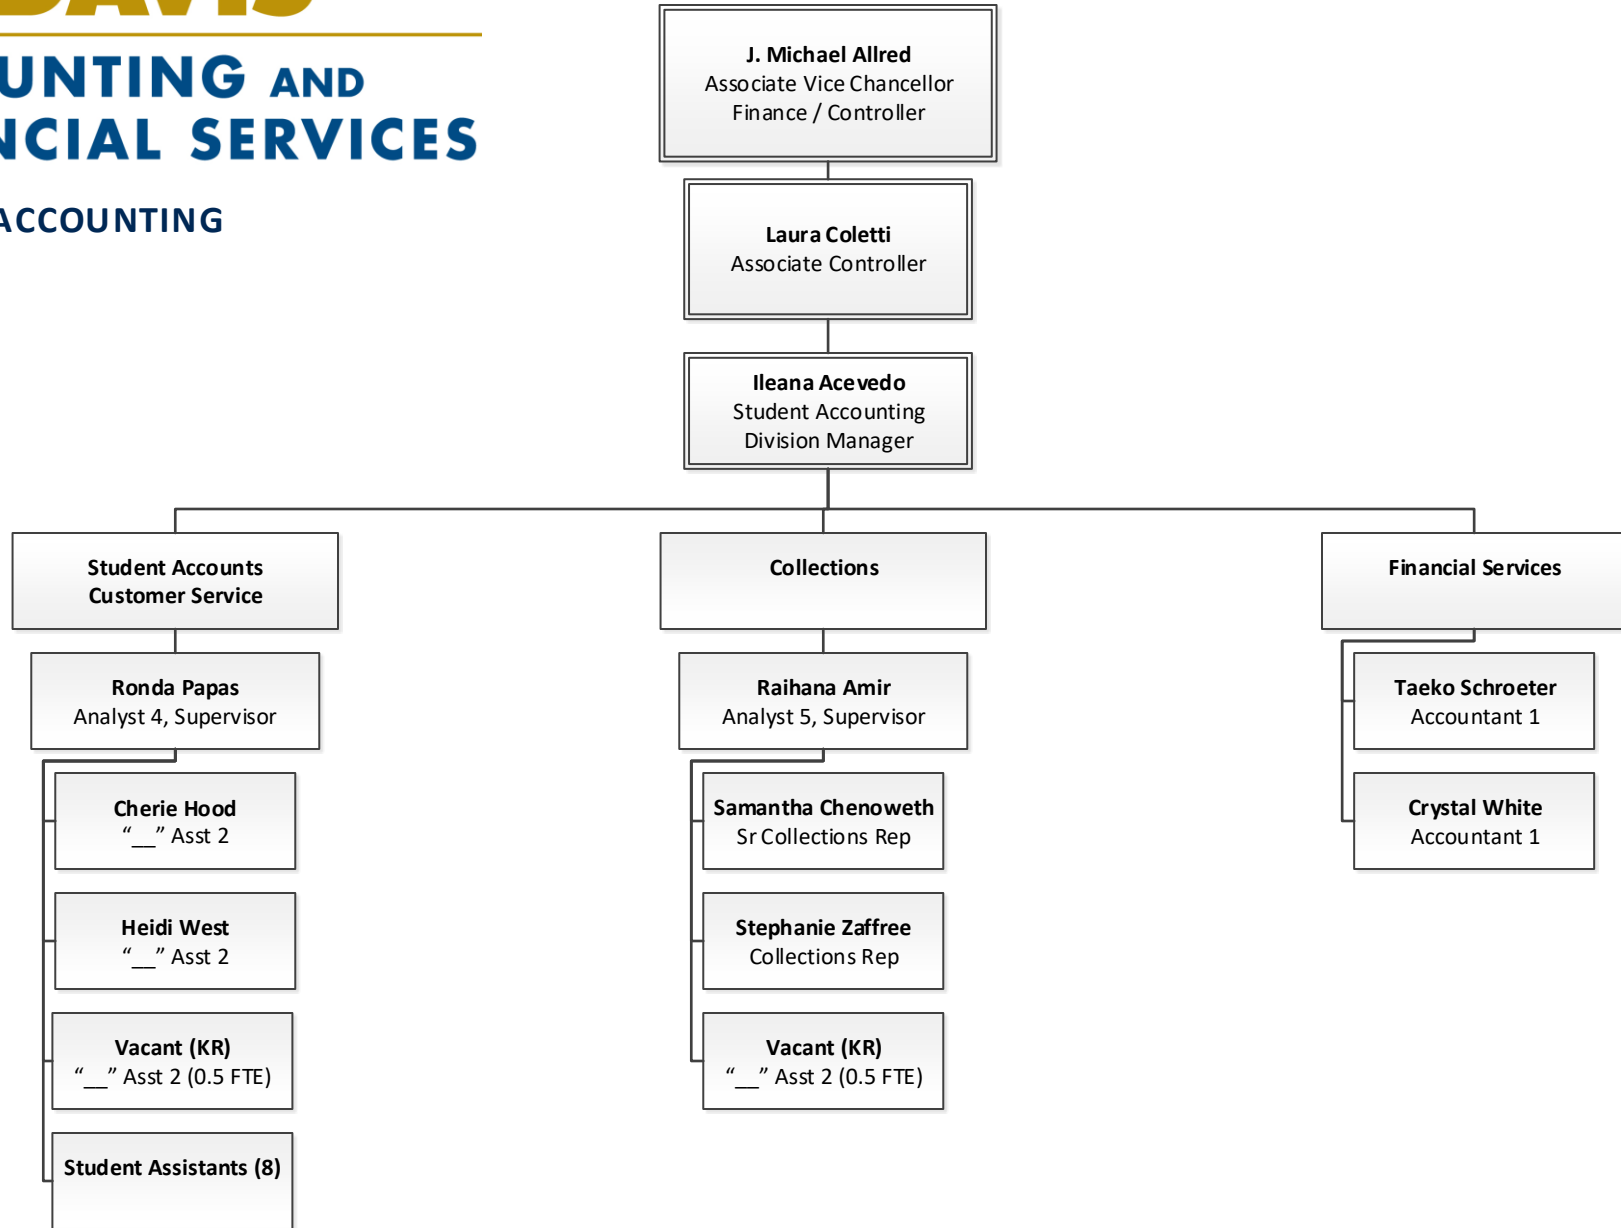 DAVIS
UNTING AND
NCIAL SERVICES
ACCOUNTING
J. Michael Allred
Associate Vice Chancellor
Finance / Controller
Laura Coletti
Associate Controller
Ileana Acevedo
Student Accounting
Division Manager
Student Accounts
Customer Service
Collections
Financial Services
Ronda Papas
Analyst 4, Supervisor
Raihana Amir
Analyst 5, Supervisor
Taeko Schroeter
Accountant 1
Cherie Hood
“__” Asst 2
Samantha Chenoweth
Sr Collections Rep
Crystal White
Accountant 1
Heidi West
“__” Asst 2
Stephanie Zaffree
Collections Rep
Vacant (KR)
“__” Asst 2 (0.5 FTE)
Vacant (KR)
“__” Asst 2 (0.5 FTE)
Student Assistants (8)